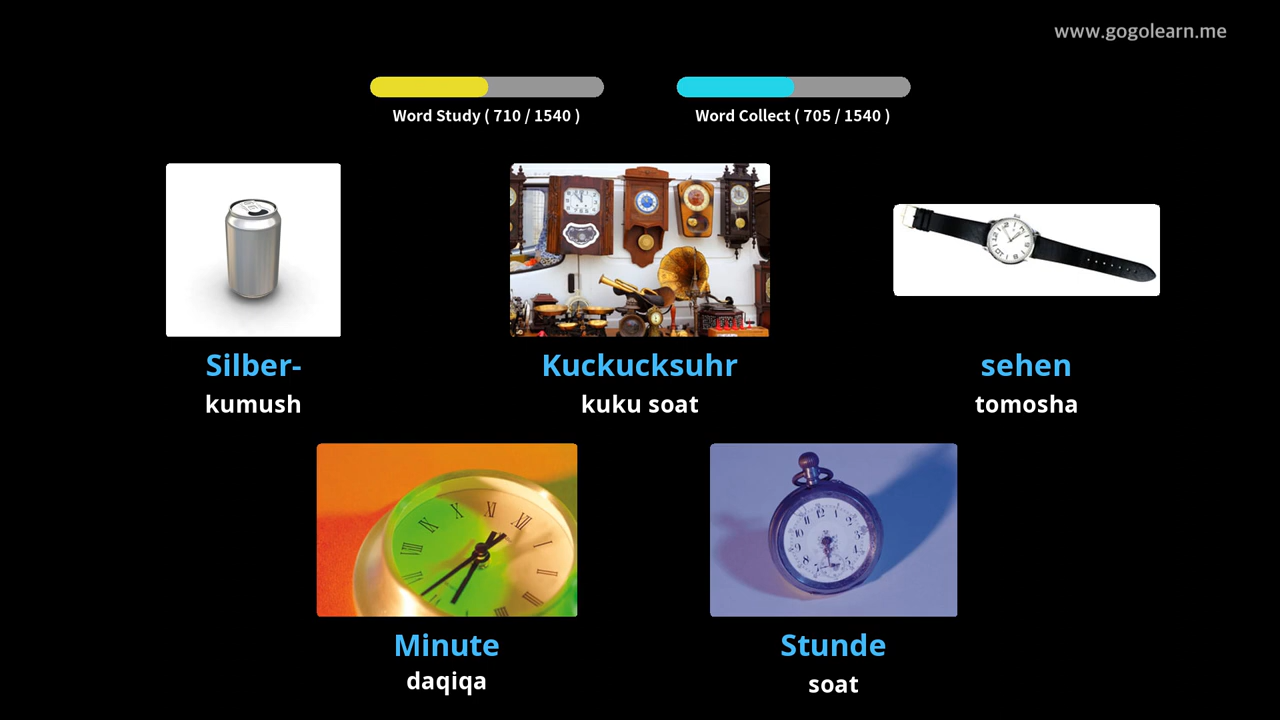 www.gogolearn.me
Word Study ( 710 / 1540 )
Word Collect ( 705 / 1540 )
Silber-
kumush
Kuckucksuhr
kuku soat
sehen
tomosha
Minute
daqiqa
Stunde
soat